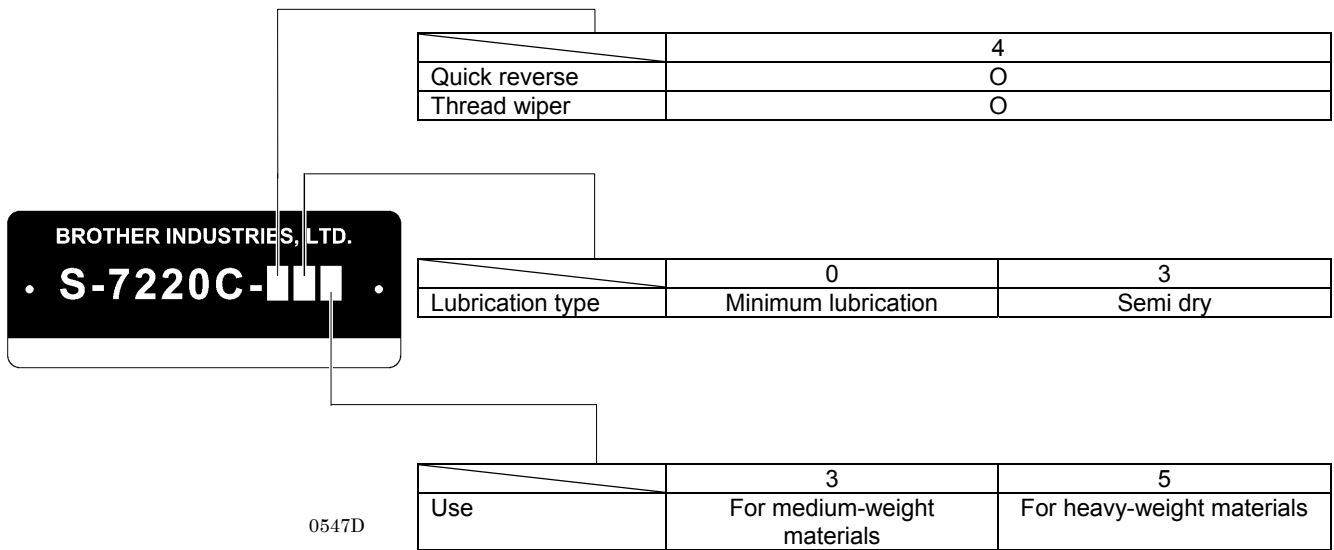 4
Quick reverse O
Thread wiper O
BROTHER INDUSTRIES, LTD.
S-7220C-
0 3
Lubrication type Minimum lubrication Semi dry
3 5
Use For medium-weight materials For heavy-weight materials
0547D